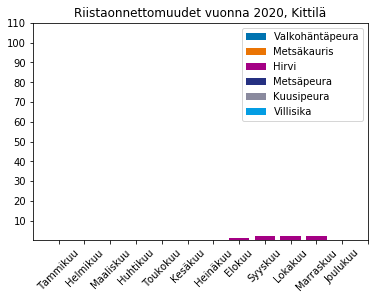 Riistaonnettomuudet vuonna 2020, Kittilä
Valkohäntäpeura
Metsäkauris
Hirvi
Metsäpeura
Kuusipeura
Villisika
110
100
90
80
70
60
50
40
30
20
10
Tammikuu
Helmikuu
Maaliskuu
Huhtikuu
Toukokuu
Kesäkuu
Heinäkuu
Elokuu
Syyskuu
Lokakuu
Marraskuu
Joulukuu